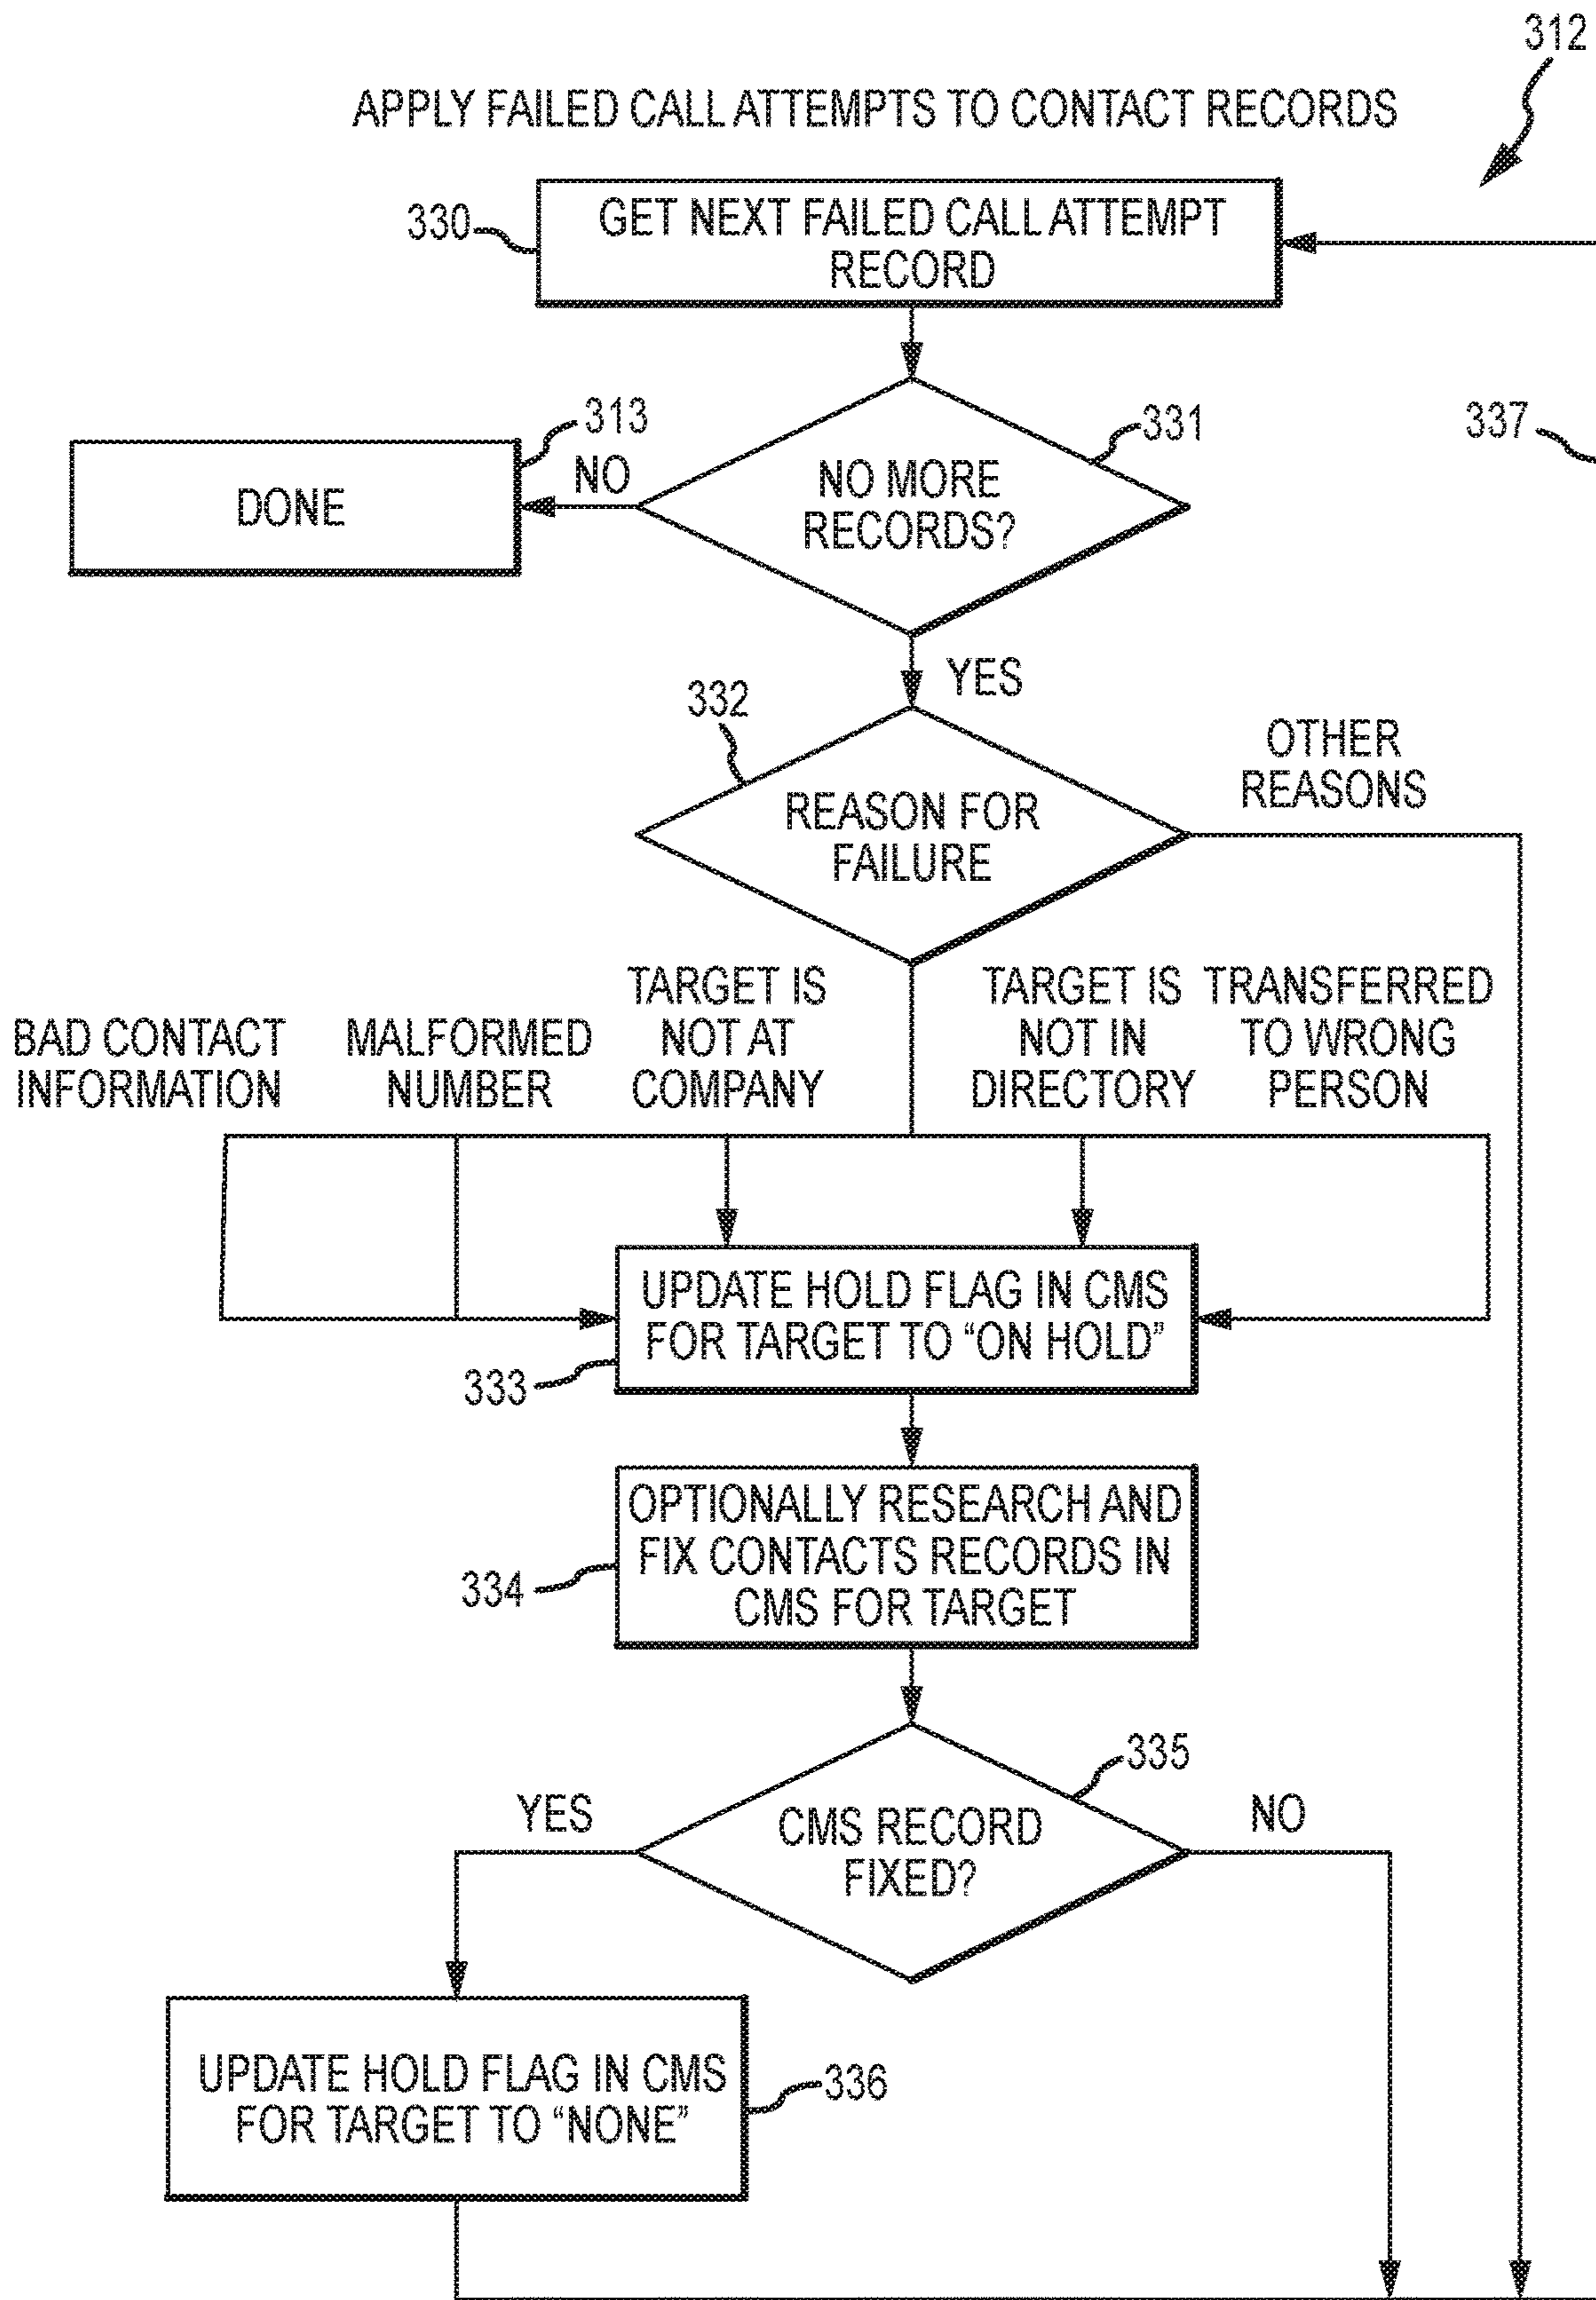 312
APPLY FAILED CALL ATTEMPTS TO CONTACT RECORDS
330
GET NEXT FAILED CALL ATTEMPT
RECORD
313
331
337
DONE
NO
NO MORE
RECORDS?
YES
332
OTHER
REASONS
REASON FOR
FAILURE
BAD CONTACT
INFORMATION
MALFORMED
NUMBER
TARGET IS
NOT AT
COMPANY
TARGET IS
NOT IN
DIRECTORY
TRANSFERRED
TO WRONG
PERSON
UPDATE HOLD FLAG IN CMS
FOR TARGET TO “ON HOLD”
333
OPTIONALLY RESEARCH AND
FIX CONTACTS RECORDS IN
CMS FOR TARGET
334
335
YES
NO
CMS RECORD
FIXED?
UPDATE HOLD FLAG IN CMS
FOR TARGET TO “NONE”
336